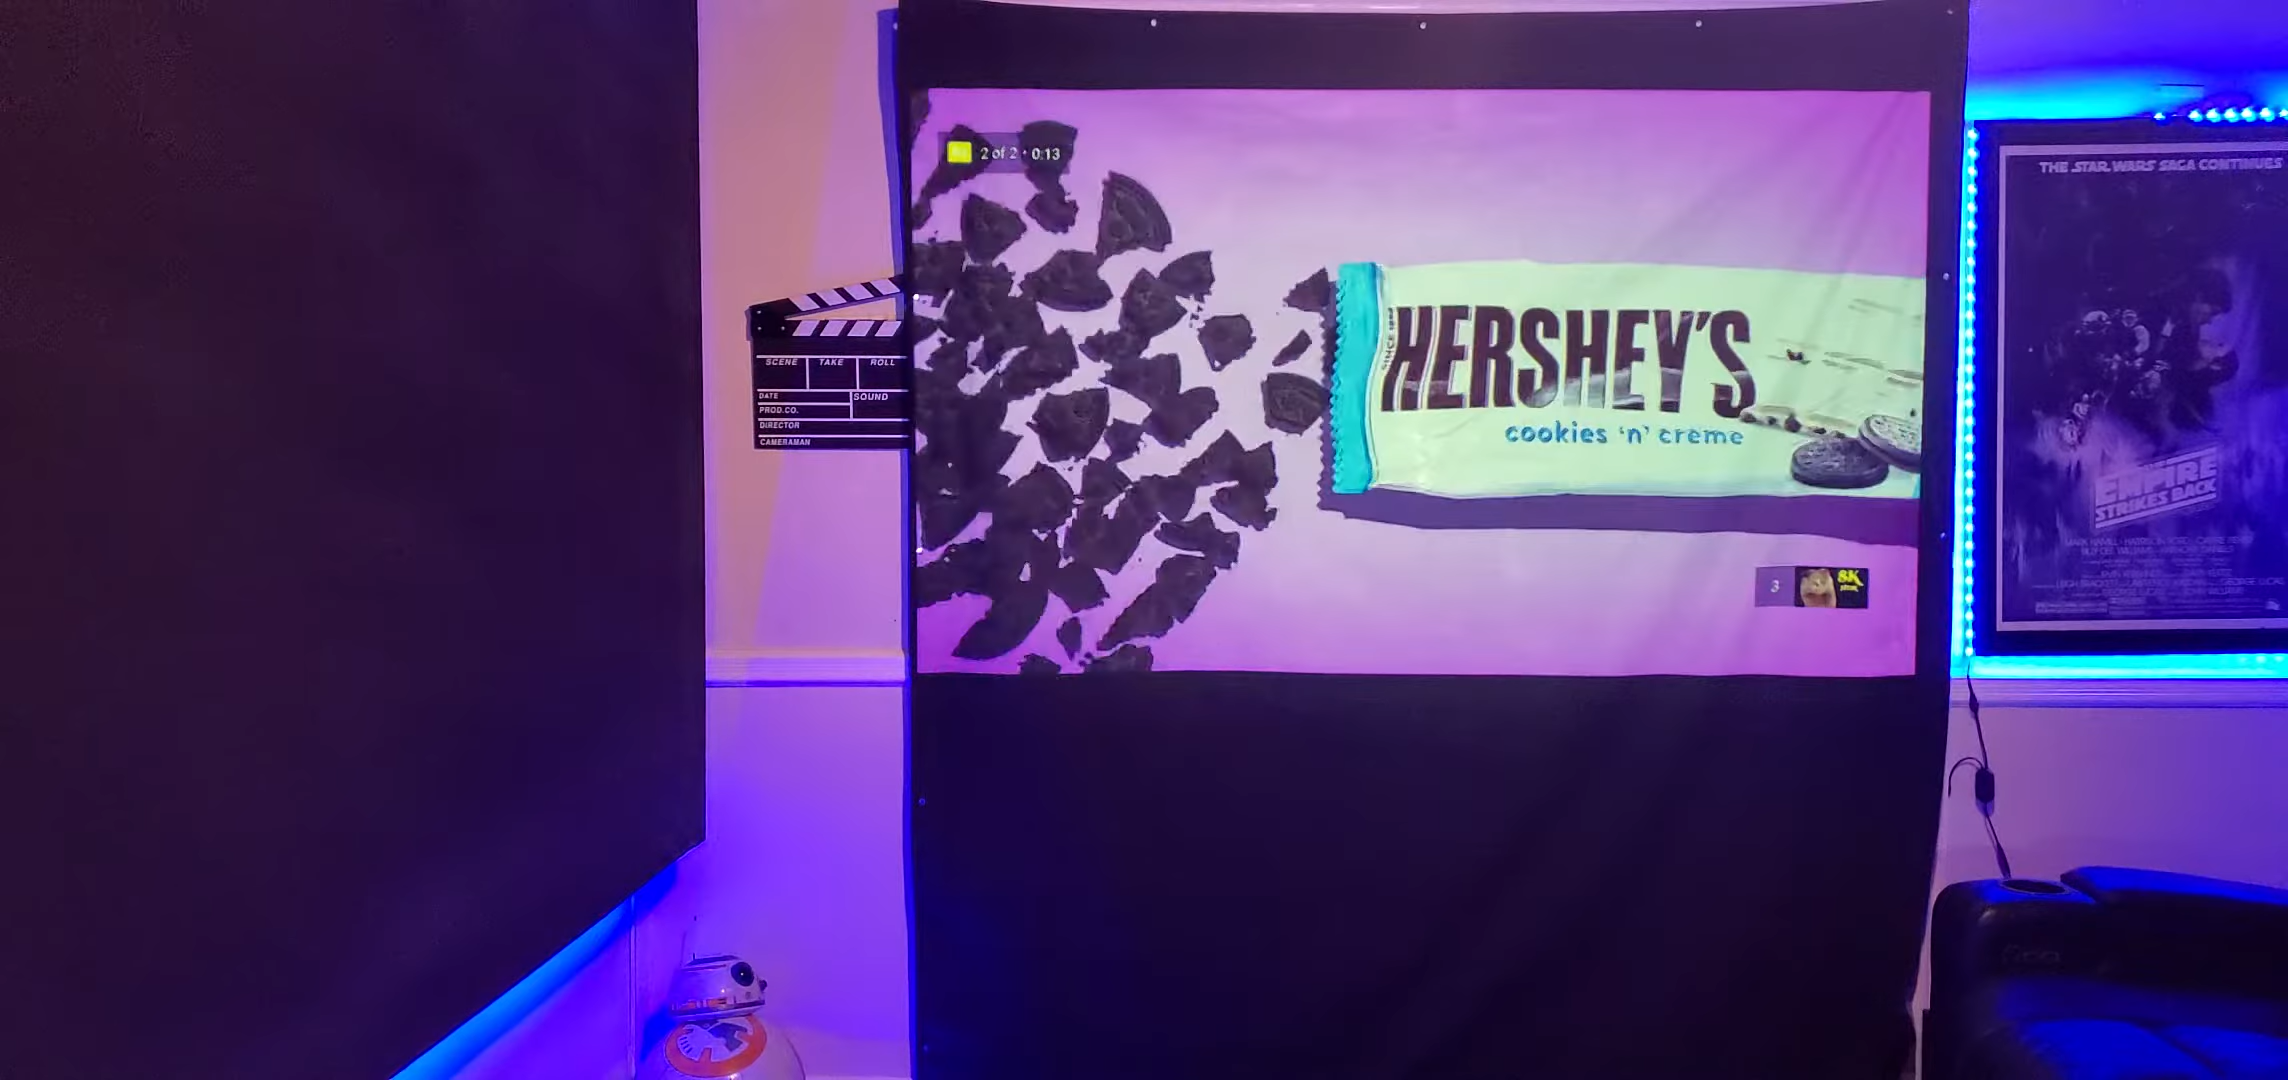 2 of 2 · 0:13
SINCE 1894
HERSHEY'S
cookies 'n' creme
3
8K
SCENE TAKE ROLL
DATE
SOUND
PROD.CO.
DIRECTOR
CAMERAMAN
THE STAR WARS SAGA CONTINUES
THE
EMPIRE
STRIKES BACK